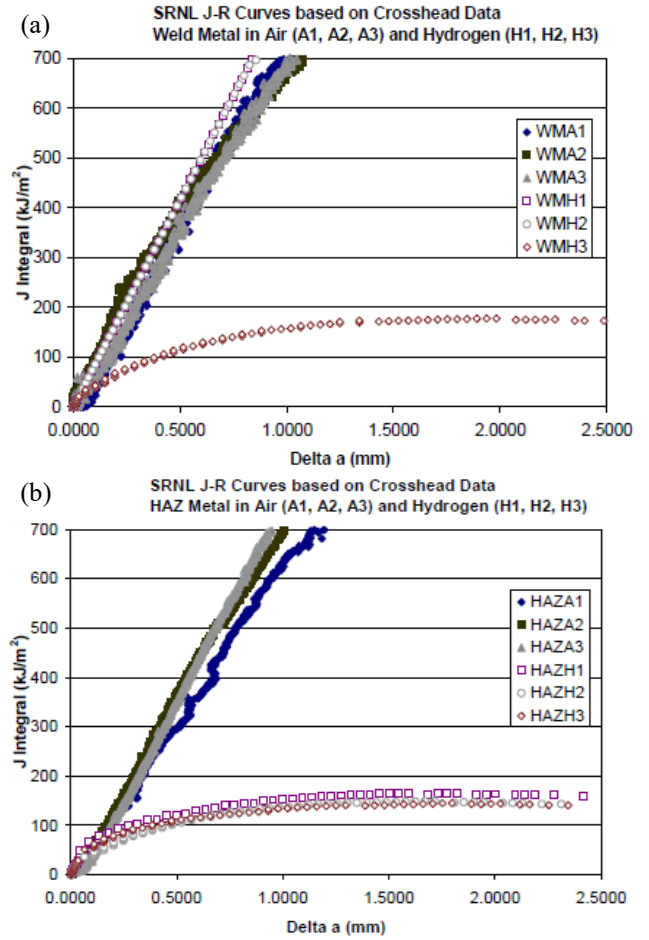 (a)
SRNL J-R Curves based on Crosshead Data
Weld Metal in Air (A1, A2, A3) and Hydrogen (H1, H2, H3)
J Integral (kJ/m²)
700
600
500
400
300
200
100
0
WMA1
WMA2
WMA3
WMH1
WMH2
WMH3
0.0000 0.5000 1.0000 1.5000 2.0000 2.5000
Delta a (mm)
(b)
SRNL J-R Curves based on Crosshead Data
HAZ Metal in Air (A1, A2, A3) and Hydrogen (H1, H2, H3)
J Integral (kJ/m²)
700
600
500
400
300
200
100
0
HAZA1
HAZA2
HAZA3
HAZH1
HAZH2
HAZH3
0.0000 0.5000 1.0000 1.5000 2.0000 2.5000
Delta a (mm)